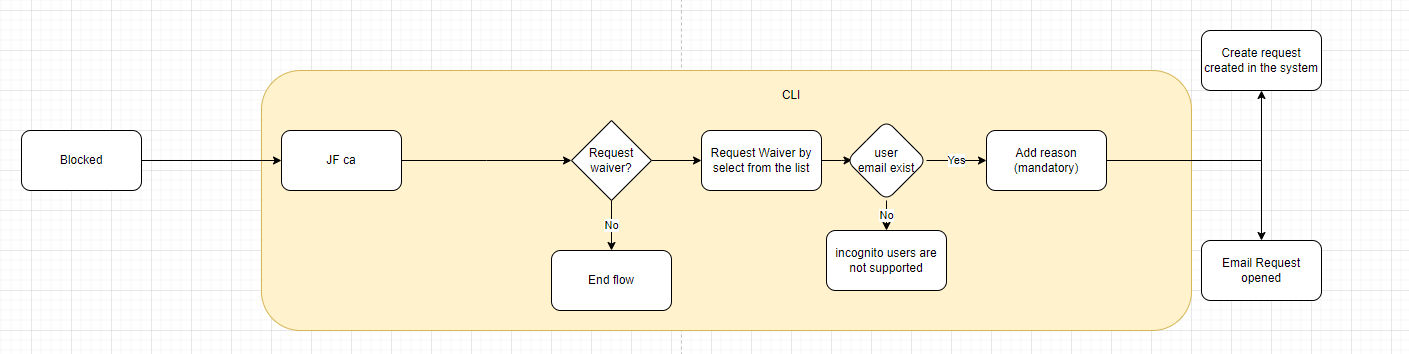 CLI
Blocked
JF ca
Request
waiver?
No
End flow
Request Waiver by
select from the list
user
email exist
No
incognito users are
not supported
Yes
Add reason
(mandatory)
Create request
created in the system
Email Request
opened